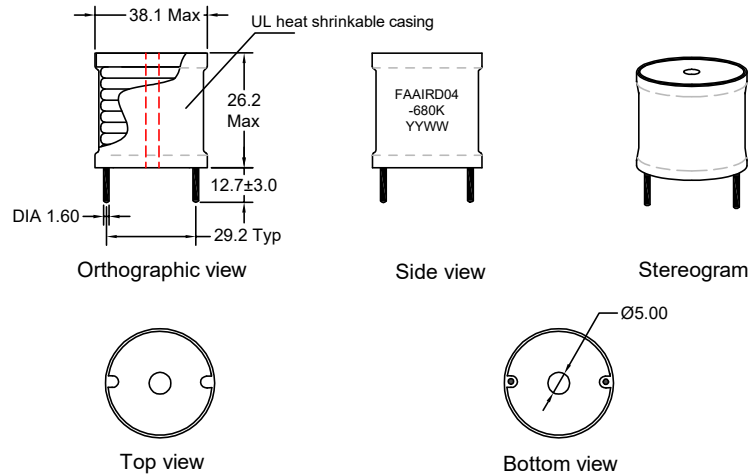 38.1 Max
UL heat shrinkable casing
26.2
Max
12.7±3.0
DIA 1.60
29.2 Typ
Orthographic view
FAAIRD04
-680K
YYWW
Side view
Stereogram
Top view
Ø5.00
Bottom view